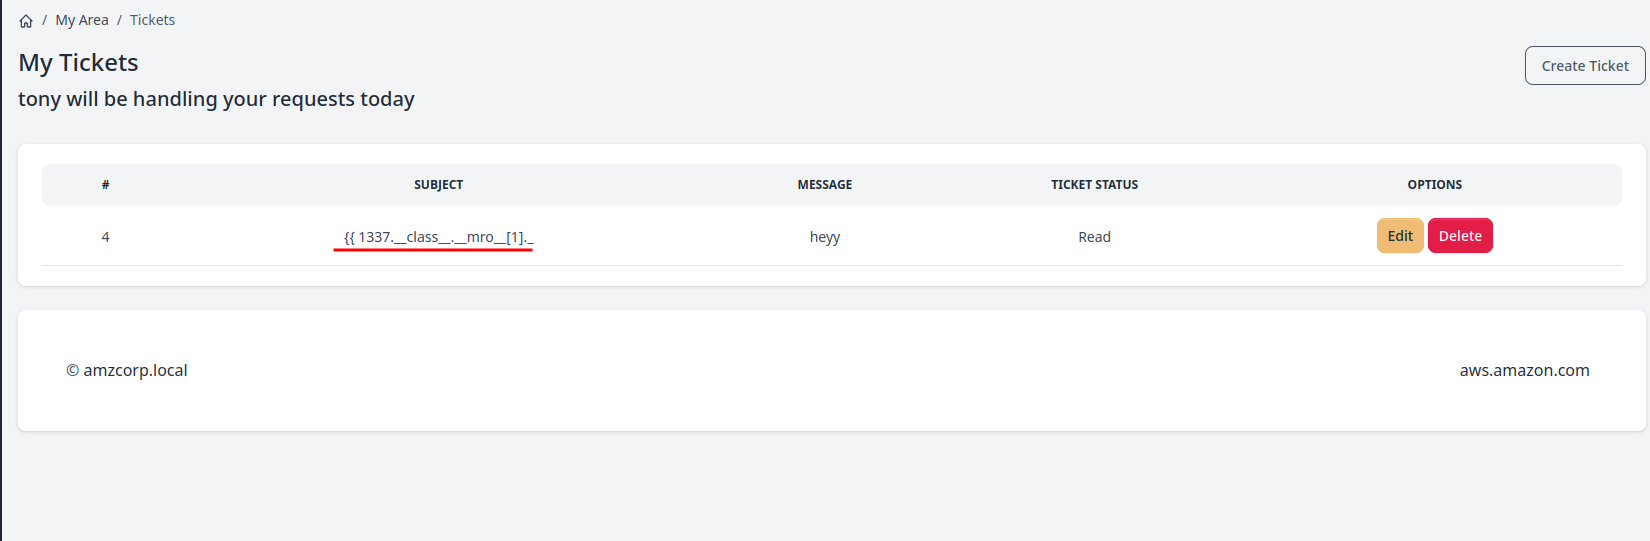 / My Area / Tickets
My Tickets
Create Ticket
tony will be handling your requests today
# SUBJECT MESSAGE TICKET STATUS OPTIONS
4 {{ 1337.__class__.__mro__[1]._ heyy Read Edit Delete
© amzcorp.local aws.amazon.com